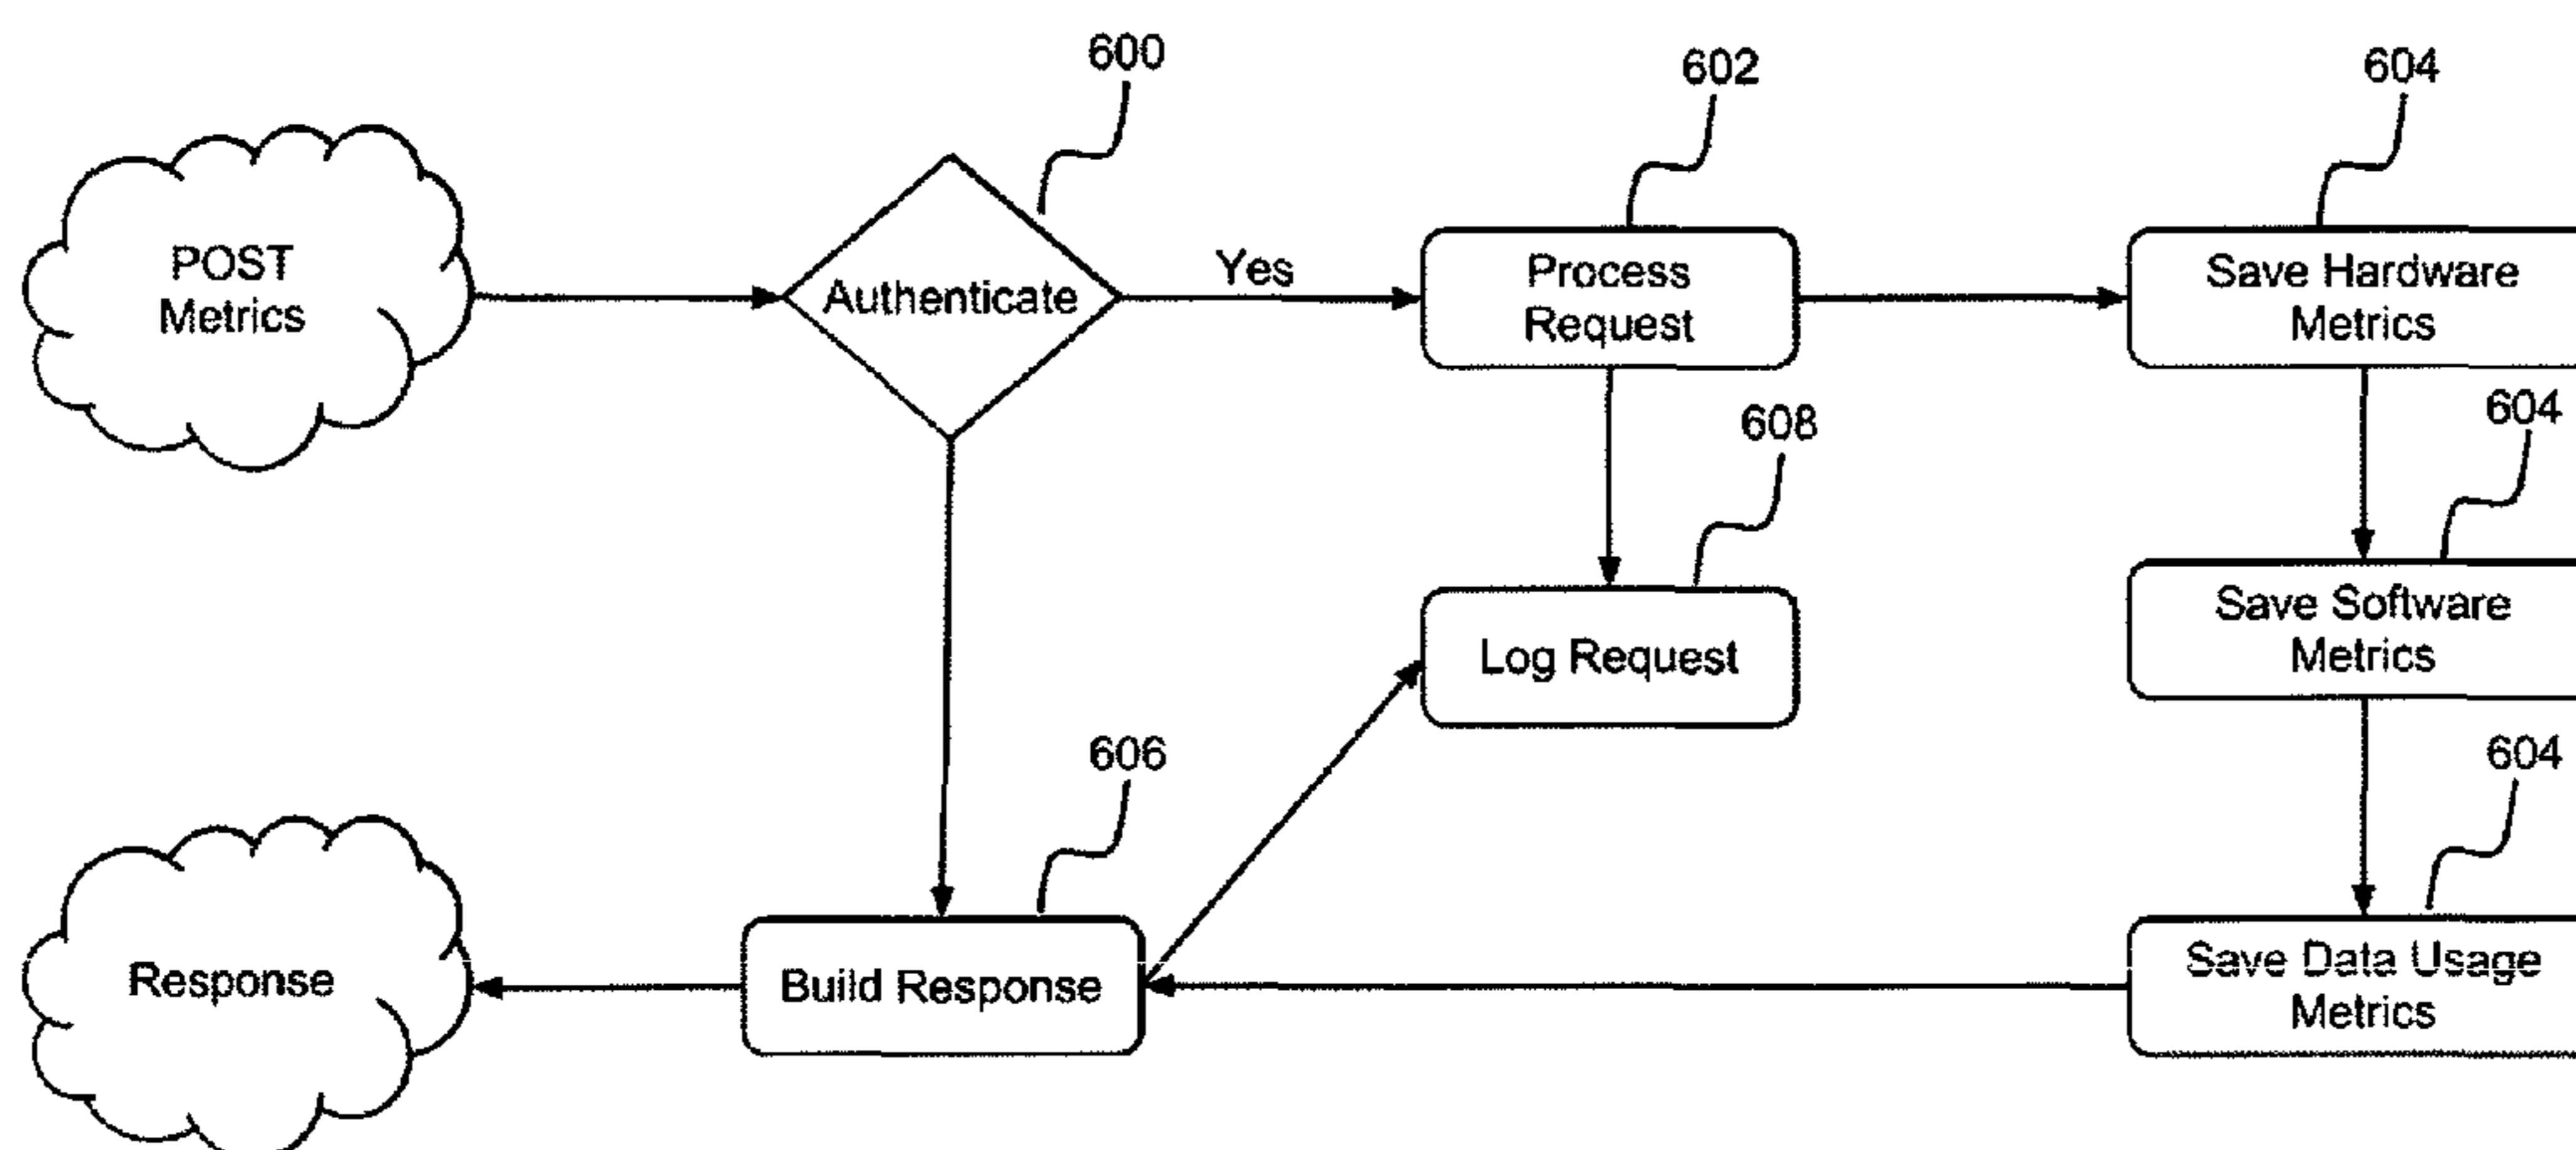 600
602
604
POST
Metrics
Authenticate
Yes
Process
Request
Save Hardware
Metrics
608
604
Log Request
Save Software
Metrics
606
604
Response
Build Response
Save Data Usage
Metrics